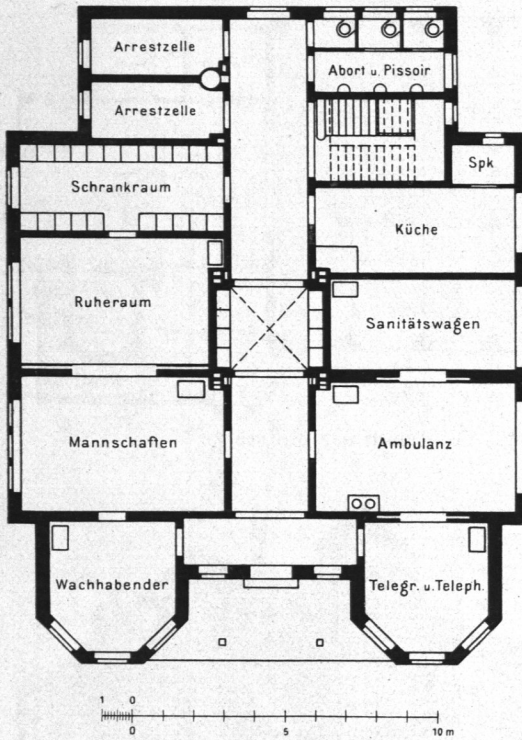 Arrestzelle
Abort u. Pissoir
Arrestzelle
Spk
Schrankraum
Küche
Ruheraum
Sanitätswagen
Mannschaften
Ambulanz
Wachhabender
Telegr. u. Teleph.
1 0
0 5 10 m